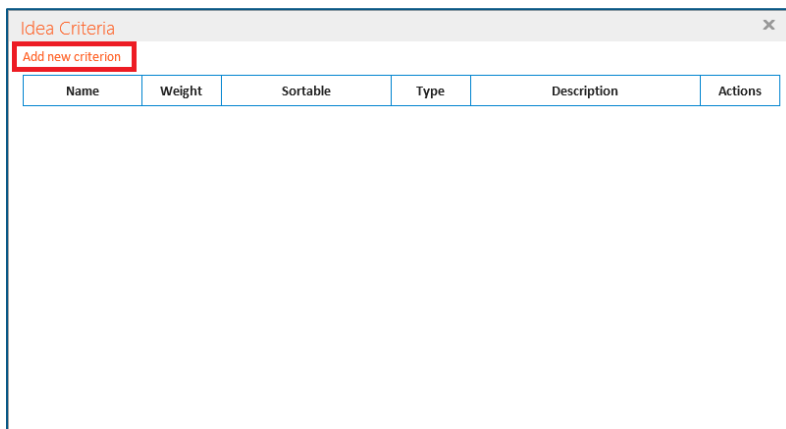 Idea Criteria
Add new criterion
Name Weight Sortable Type Description Actions